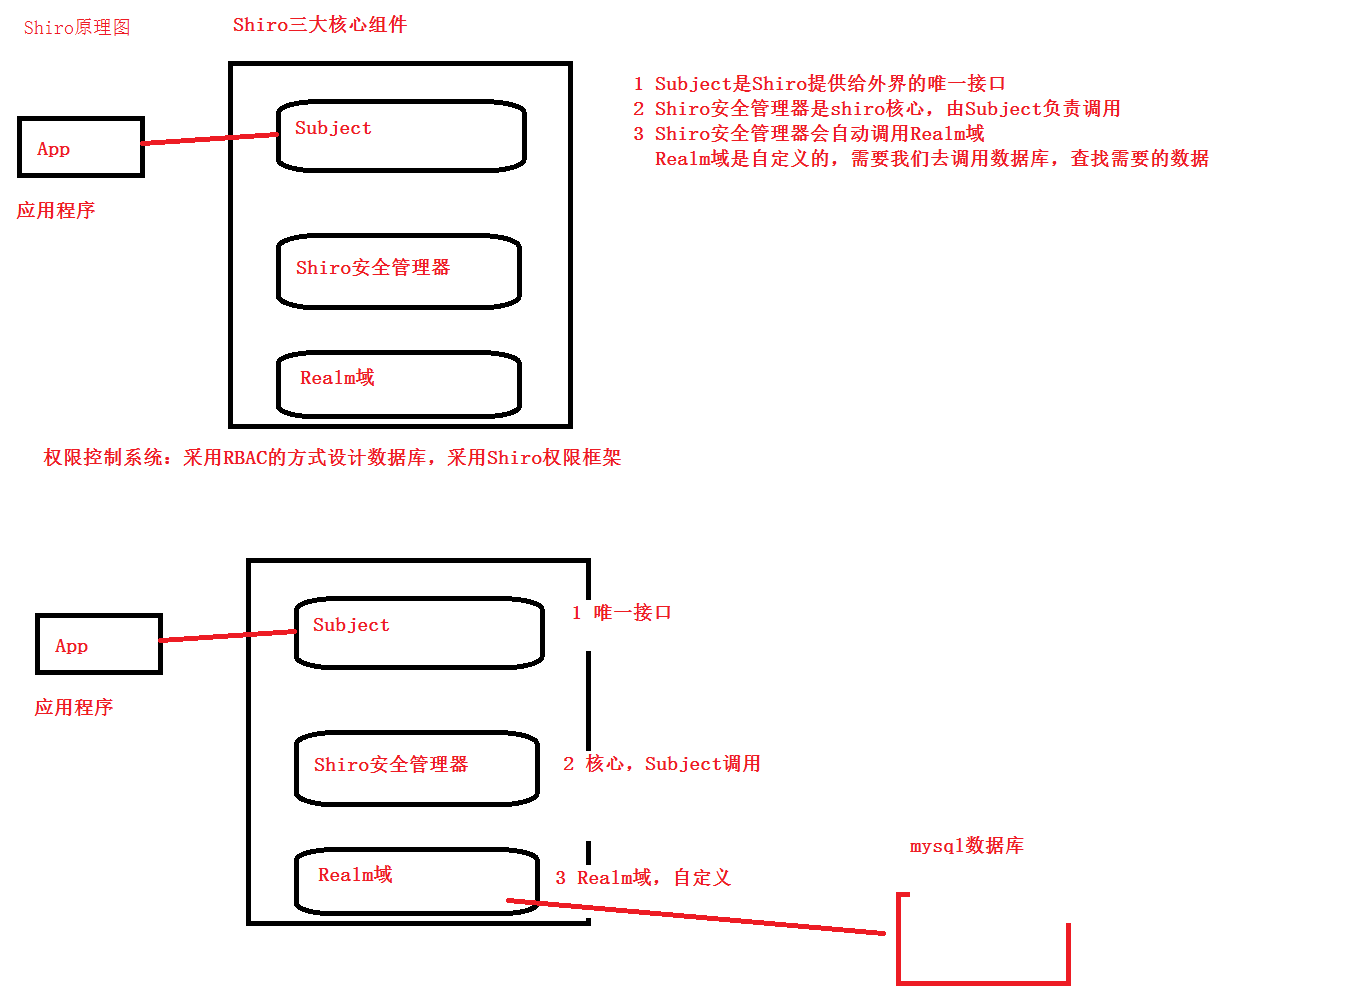 Shiro原理图
Shiro三大核心组件
1 Subject是Shiro提供给外界的唯一接口
2 Shiro安全管理器是shiro核心，由Subject负责调用
3 Shiro安全管理器会自动调用Realm域
Realm域是自定义的，需要我们去调用数据库，查找需要的数据
Subject
App
应用程序
Shiro安全管理器
Realm域
权限控制系统：采用RBAC的方式设计数据库，采用Shiro权限框架
Subject
1 唯一接口
App
应用程序
Shiro安全管理器
2 核心，Subject调用
mysql数据库
Realm域
3 Realm域，自定义